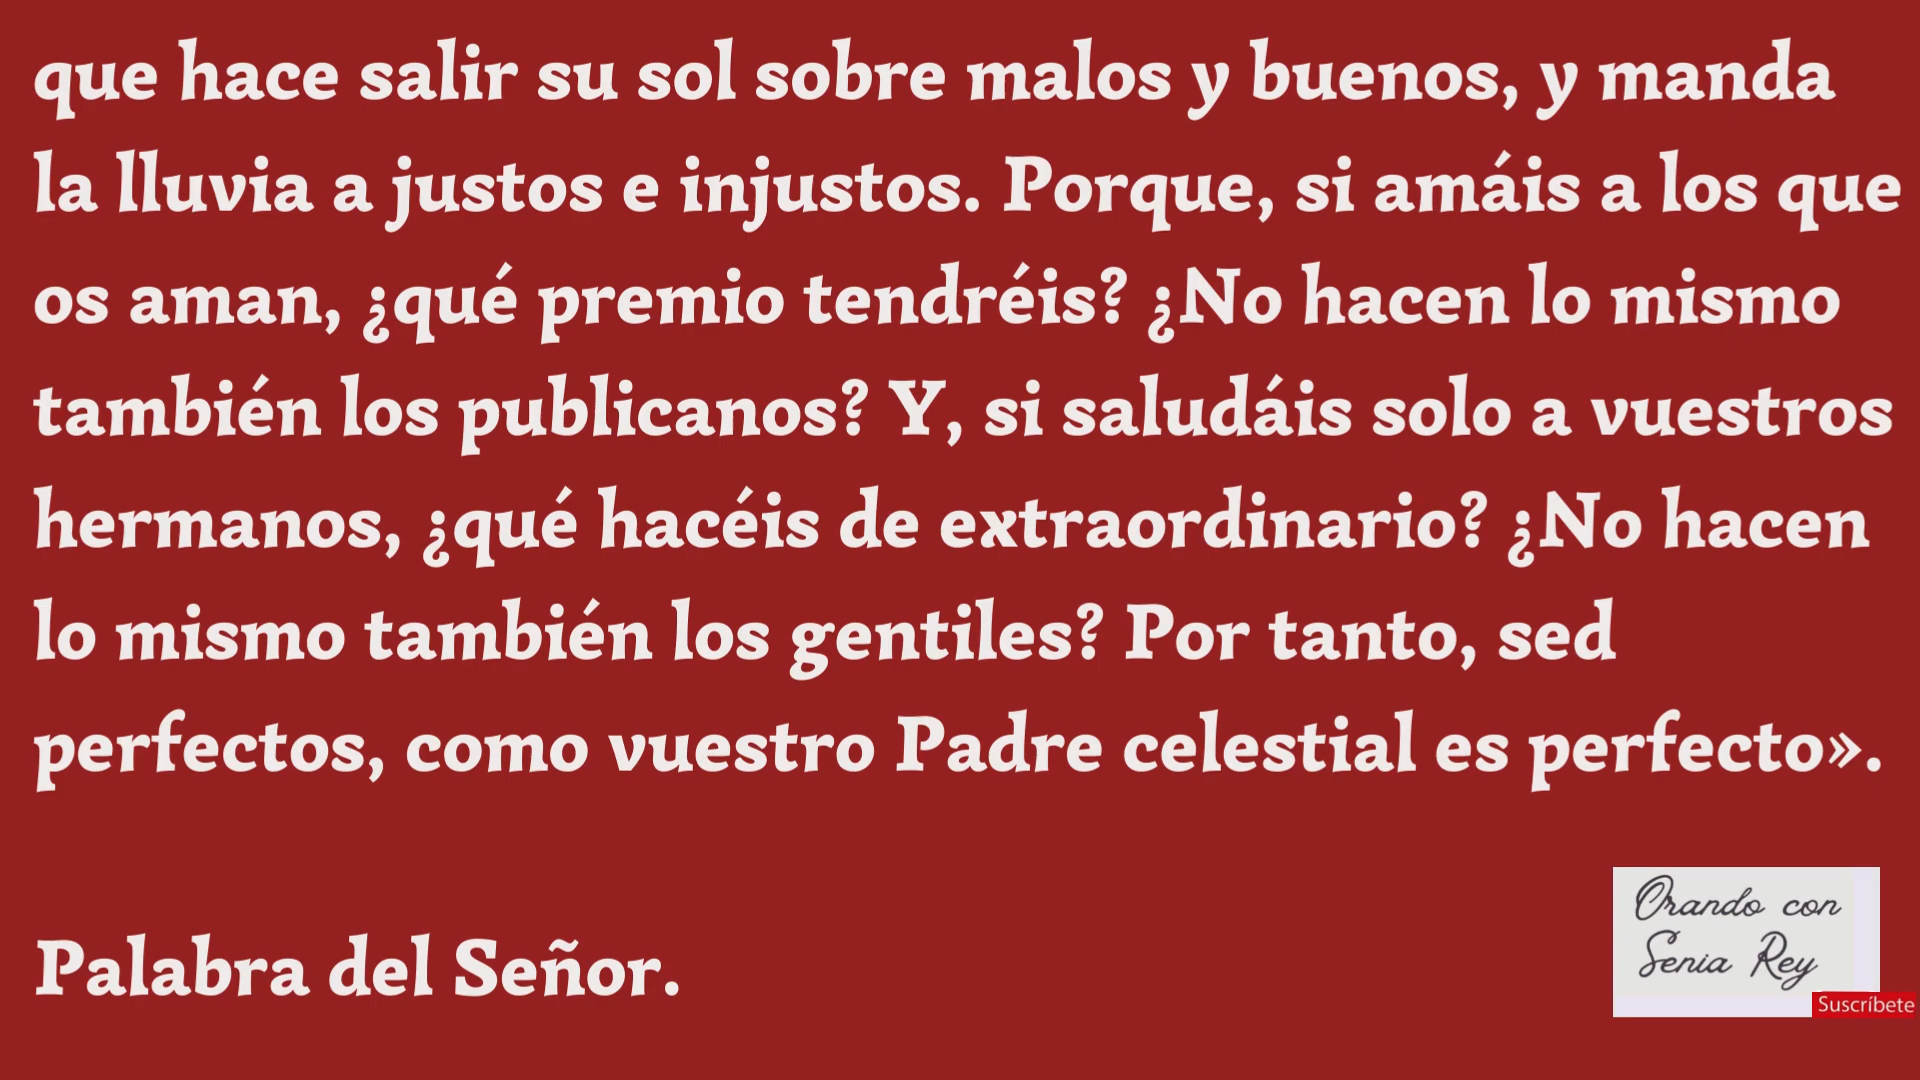 que hace salir su sol sobre malos y buenos, y manda
la lluvia a justos e injustos. Porque, si amáis a los que
os aman, ¿qué premio tendréis? ¿No hacen lo mismo
también los publicanos? Y, si saludáis solo a vuestros
hermanos, ¿qué hacéis de extraordinario? ¿No hacen
lo mismo también los gentiles? Por tanto, sed
perfectos, como vuestro Padre celestial es perfecto».
Palabra del Señor.
Orando con
Senia Rey
Suscríbete